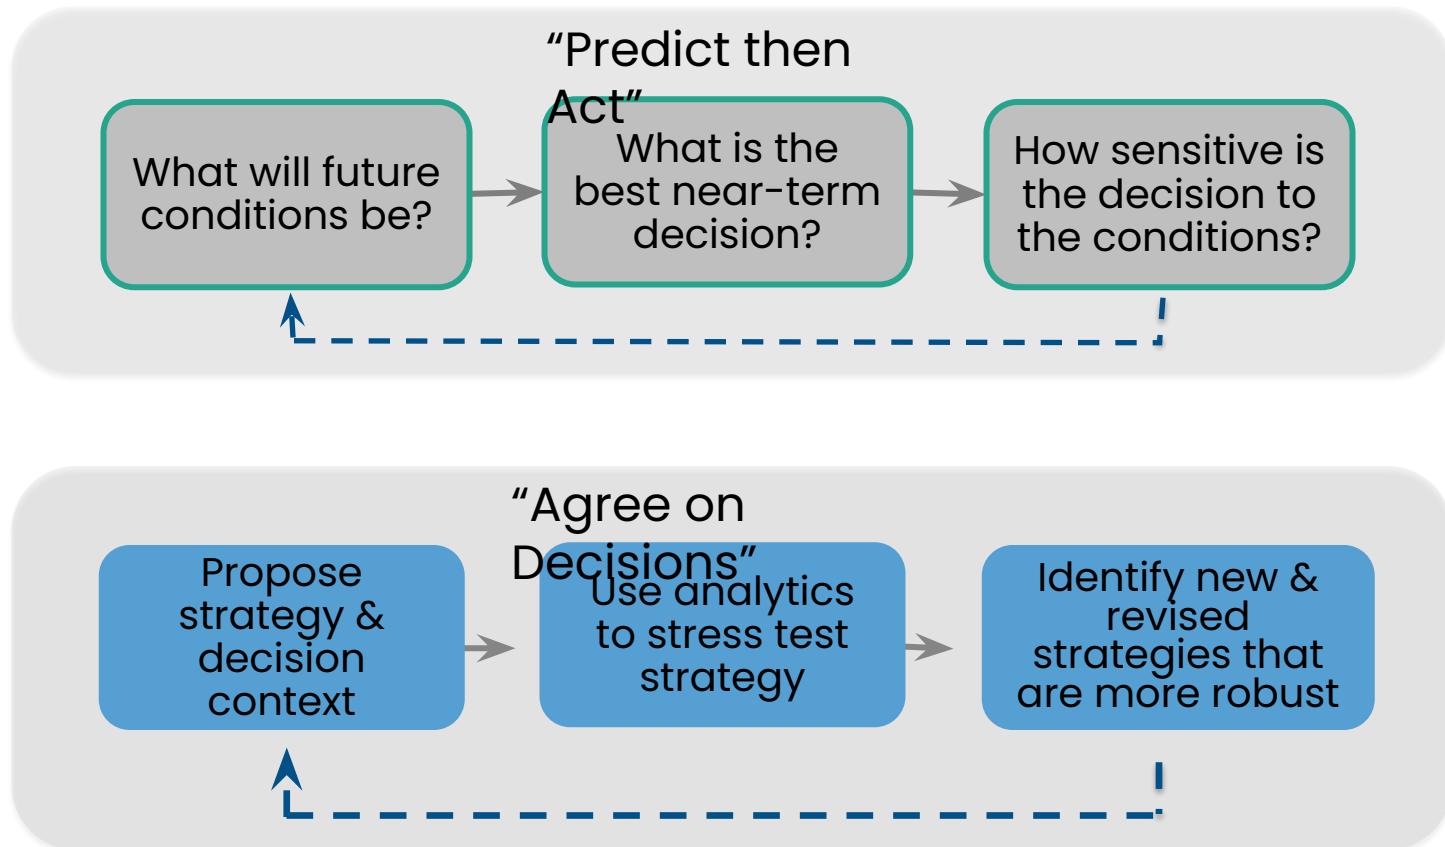 “Predict then
Act”
What will future
conditions be?
What is the
best near-term
decision?
How sensitive is
the decision to
the conditions?
“Agree on
Decisions”
Propose
strategy &
decision
context
Use analytics
to stress test
strategy
Identify new &
revised
strategies that
are more robust